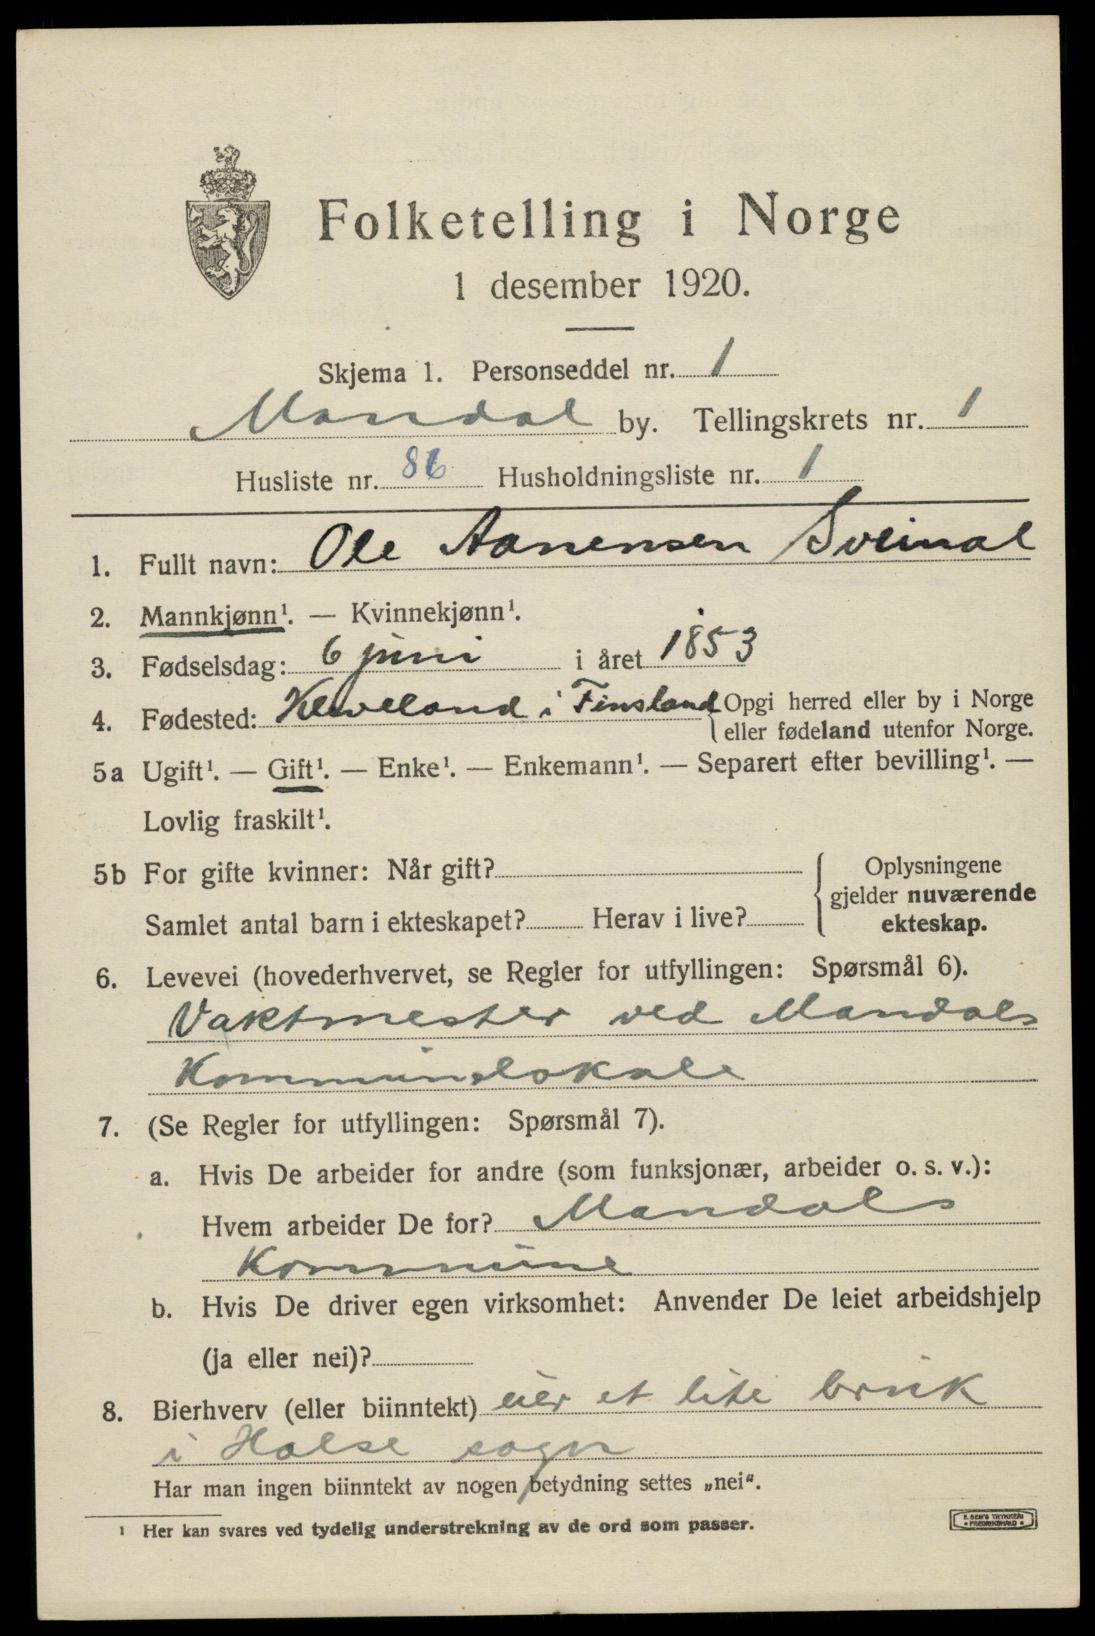 Folketelling i Norge
1 desember 1920.
Skjema 1. Personseddel nr. 1
Mandal by. Tellingskrets nr. 1
Husliste nr. 86 Husholdningsliste nr. 1
1. Fullt navn: Ole Aanensen Sveinal
2. Mannkjønn¹. — Kvinnekjønn¹.
3. Fødselsdag: 6 juni i året 1853
4. Fødested: Kleveland i Finsland { Opgi herred eller by i Norge
eller fødeland utenfor Norge.
5a Ugift¹. — Gift¹. — Enke¹. — Enkemann¹. — Separert efter bevilling¹. —
Lovlig fraskilt¹.
5b For gifte kvinner: Når gift? { Oplysningene
gjelder nuværende
Samlet antal barn i ekteskapet? Herav i live? ekteskap.
6. Levevei (hovederhvervet, se Regler for utfyllingen: Spørsmål 6).
Vaktmester ved Mandals
Kommunelokale
7. (Se Regler for utfyllingen: Spørsmål 7).
a. Hvis De arbeider for andre (som funksjonær, arbeider o. s. v.):
Hvem arbeider De for? Mandals
Kommune
b. Hvis De driver egen virksomhet: Anvender De leiet arbeidshjelp
(ja eller nei)?
8. Bierhverv (eller biinntekt) eier et lite bruk
i Halse sogn
Har man ingen biinntekt av nogen betydning settes „nei“.
¹ Her kan svares ved tydelig understrekning av de ord som passer.
E. SEM'S TRYKKERI
FREDRIKSHALD